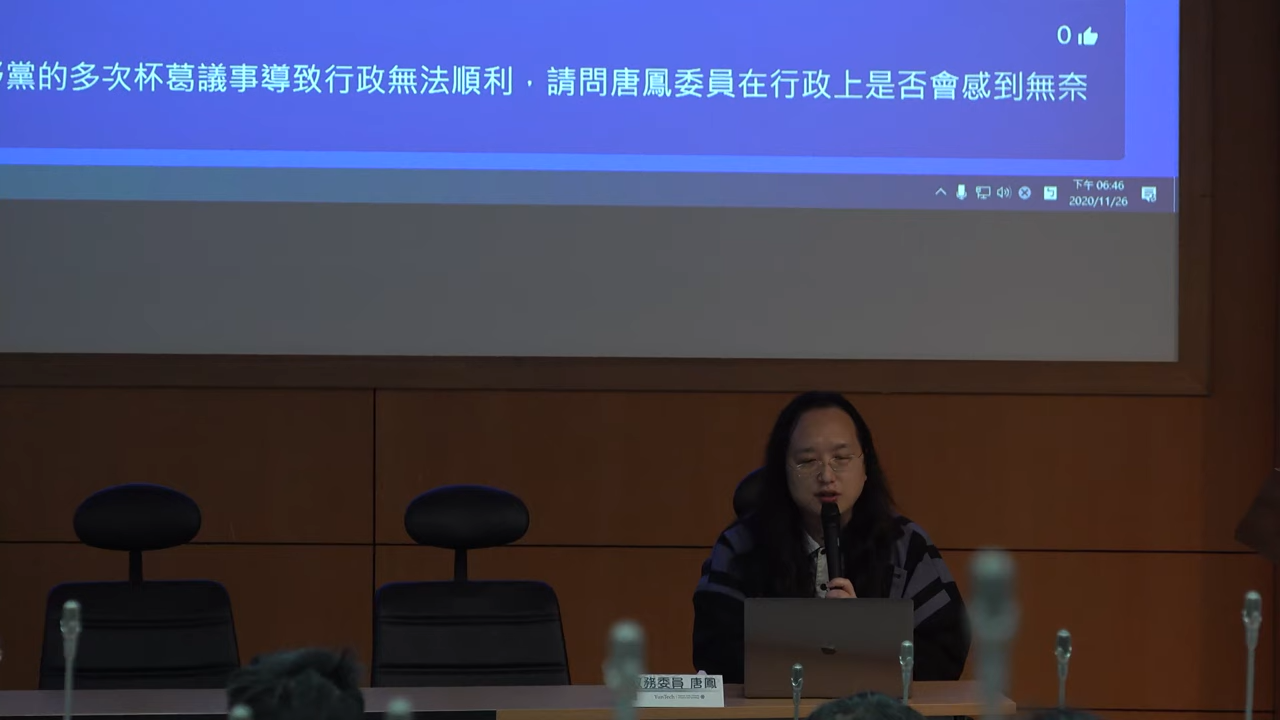 0
黨的多次杯葛議事導致行政無法順利，請問唐鳳委員在行政上是否會感到無奈
下午 06:46
2020/11/26
務委員 唐鳳
YunTech